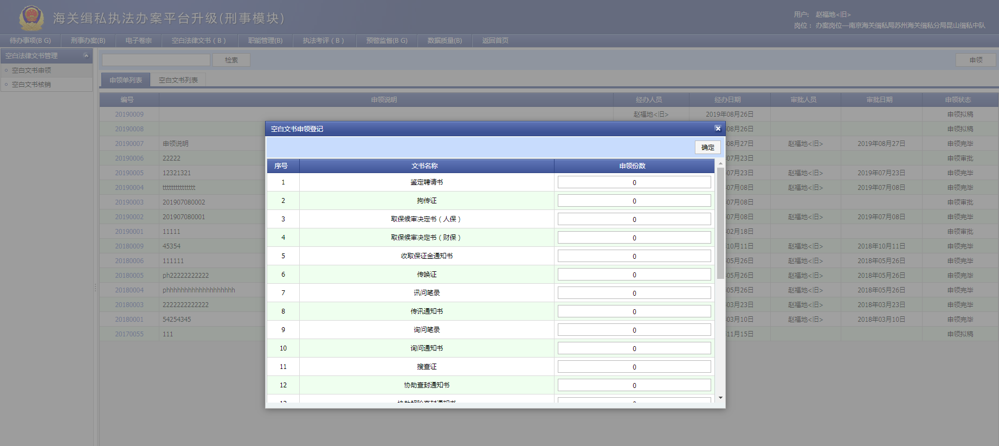 海关缉私执法办案平台升级(刑事模块)
用户: 赵福地<旧>
岗位： 办案岗位—南京海关缉私局苏州海关缉私分局昆山缉私中队
待办事项(B G) 刑事办案(B) 电子卷宗 空白法律文书（B） 职能管理(B) 执法考评（B） 预警监督(B G) 数据质量(B) 返回首页
空白法律文书管理
空白文书申领
空白文书核销
检索 申领
申领单列表 空白文书列表
编号 申领说明 经办人员 经办日期 审批人员 审批日期 申领状态
20190009 赵福地<旧> 2019年08月26日 申领拟稿
20190008 08月26日 申领拟稿
20190007 申领说明 08月27日 赵福地<旧> 2019年08月27日 申领完毕
20190006 22222 07月23日 申领审批
20190005 12321321 07月23日 赵福地<旧> 2019年07月23日 申领完毕
20190004 tttttttttttttttt 07月08日 赵福地<旧> 2019年07月08日 申领完毕
20190003 201907080002 07月08日 申领审批
20190002 201907080001 07月08日 赵福地<旧> 2019年07月08日 申领完毕
20190001 11111 02月18日 申领审批
20180009 45354 10月11日 赵福地<旧> 2018年10月11日 申领完毕
20180006 111111 05月26日 赵福地<旧> 2018年05月26日 申领完毕
20180005 ph22222222222 05月26日 赵福地<旧> 2018年05月26日 申领完毕
20180004 phhhhhhhhhhhhhhhhhhh 05月26日 赵福地<旧> 2018年05月26日 申领完毕
20180003 2222222222222 03月23日 赵福地<旧> 2018年03月23日 申领完毕
20180001 54254345 03月10日 赵福地<旧> 2018年03月10日 申领完毕
20170055 111 11月15日 申领拟稿
空白文书申领登记
确定
序号 文书名称 申领份数
1 鉴定聘请书 0
2 拘传证 0
3 取保候审决定书（人保） 0
4 取保候审决定书（财保） 0
5 收取保证金通知书 0
6 传唤证 0
7 讯问笔录 0
8 传讯通知书 0
9 询问笔录 0
10 询问通知书 0
11 搜查证 0
12 协助查封通知书 0
13 协助解除查封通知书 0